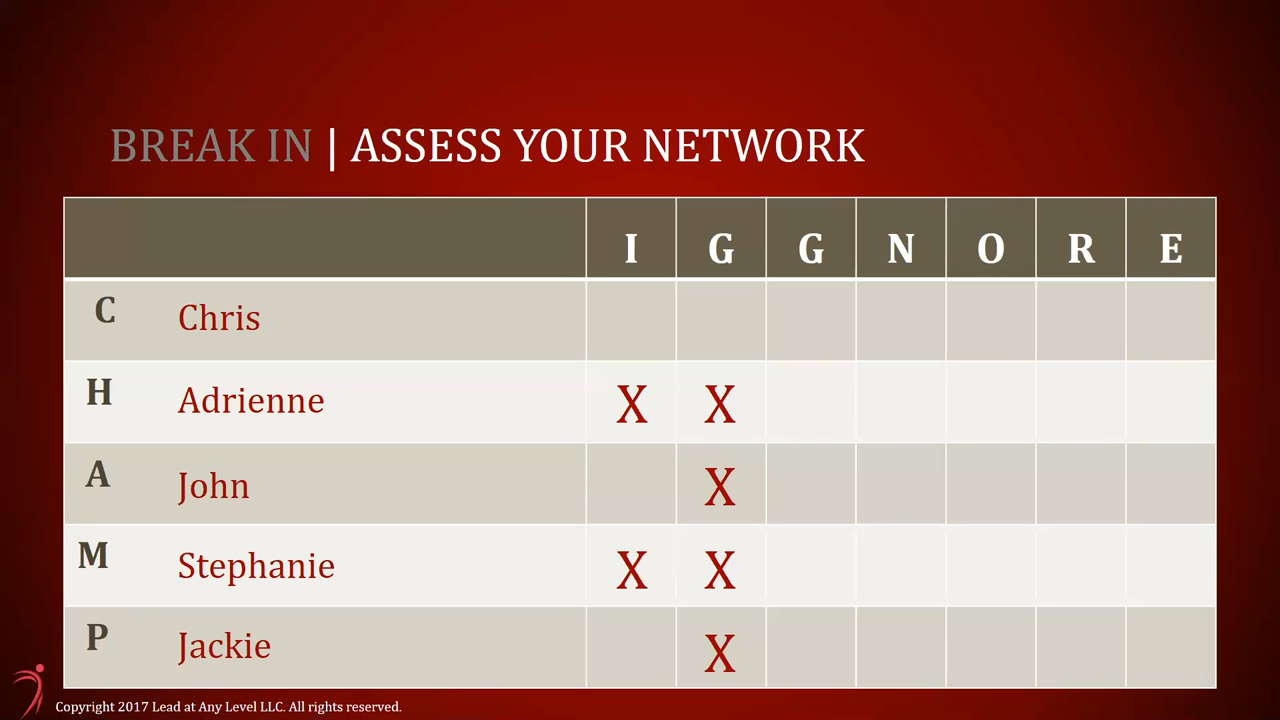 BREAK IN | ASSESS YOUR NETWORK
I G G N O R E
C Chris
H Adrienne X X
A John X
M Stephanie X X
P Jackie X
Copyright 2017 Lead at Any Level LLC. All rights reserved.